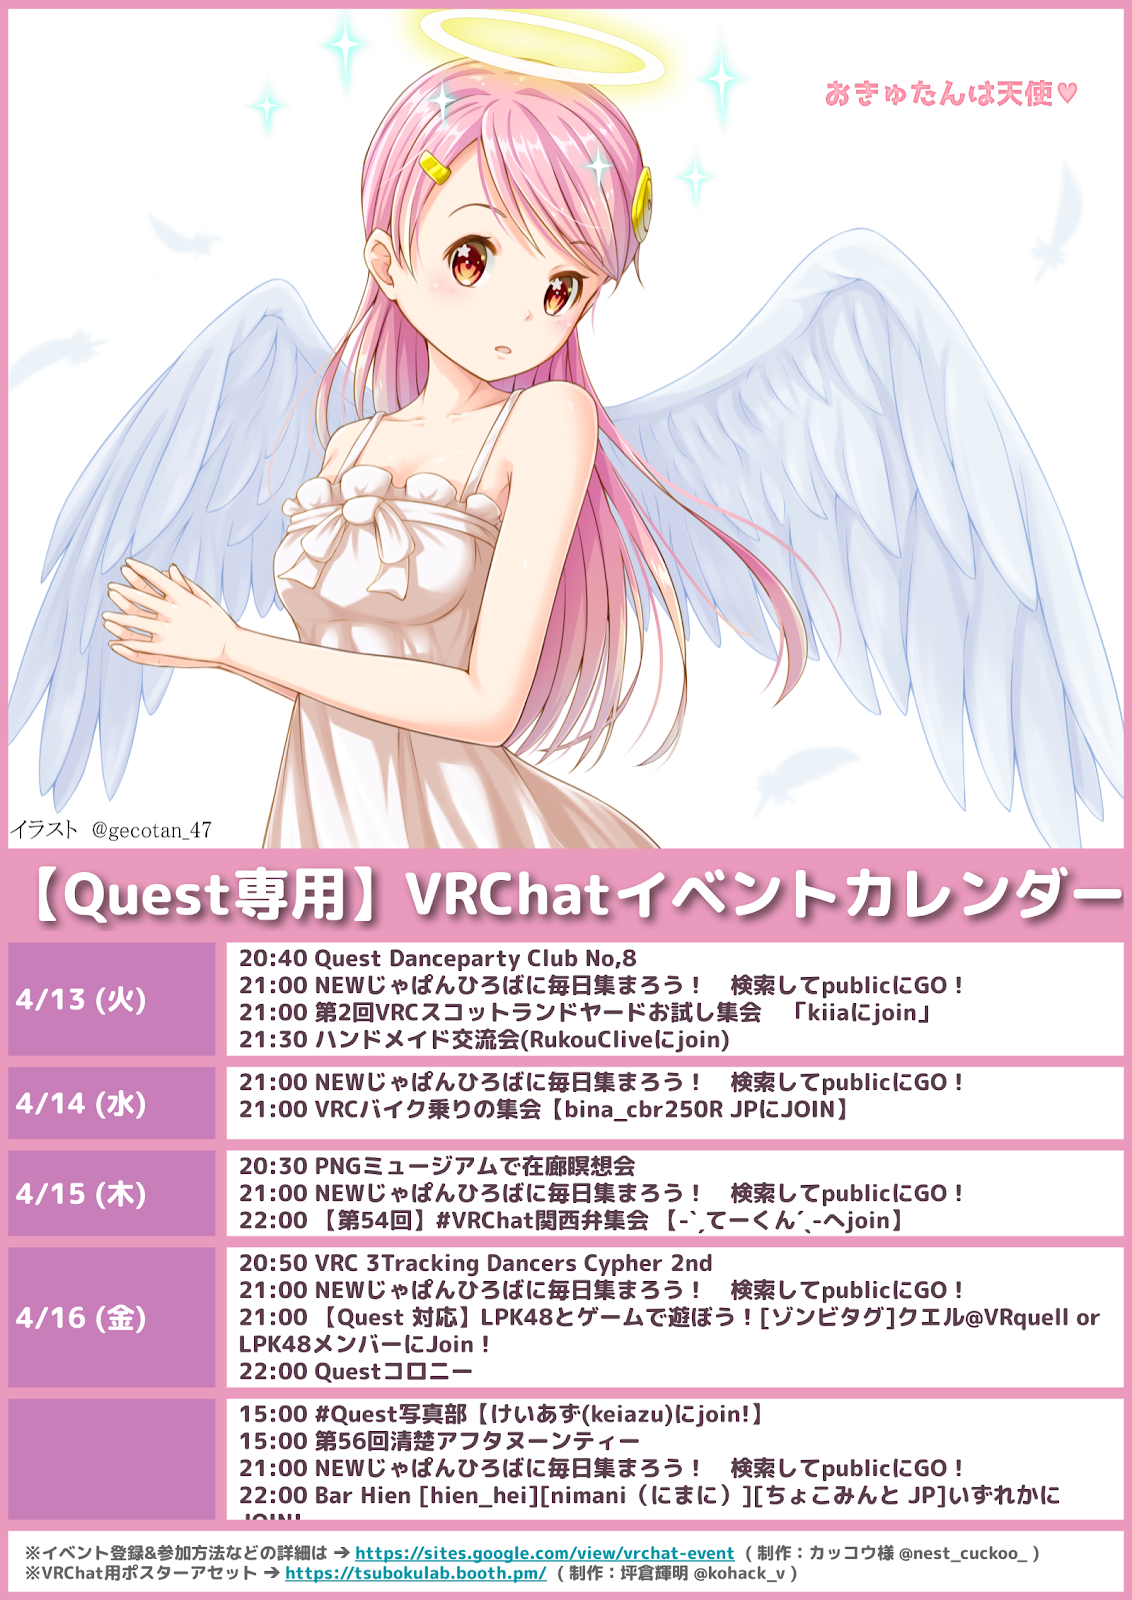 おきゅたんは天使♥
イラスト @gecotan_47
【Quest専用】VRChatイベントカレンダー
4/13 (火)
20:40 Quest Danceparty Club No,8
21:00 NEWじゃぱんひろばに毎日集まろう！　検索してpublicにGO！
21:00 第2回VRCスコットランドヤードお試し集会　「kiiaにjoin」
21:30 ハンドメイド交流会(RukouCliveにjoin)
4/14 (水)
21:00 NEWじゃぱんひろばに毎日集まろう！　検索してpublicにGO！
21:00 VRCバイク乗りの集会【bina_cbr250R JPにJOIN】
4/15 (木)
20:30 PNGミュージアムで在廊瞑想会
21:00 NEWじゃぱんひろばに毎日集まろう！　検索してpublicにGO！
22:00 【第54回】#VRChat関西弁集会 【-`ˏてーくんˊˎ-へjoin】
4/16 (金)
20:50 VRC 3Tracking Dancers Cypher 2nd
21:00 NEWじゃぱんひろばに毎日集まろう！　検索してpublicにGO！
21:00 【Quest 対応】LPK48とゲームで遊ぼう！[ゾンビタグ]クエル@VRquell or
LPK48メンバーにJoin！
22:00 Questコロニー
15:00 #Quest写真部【けいあず(keiazu)にjoin!】
15:00 第56回清楚アフタヌーンティー
21:00 NEWじゃぱんひろばに毎日集まろう！　検索してpublicにGO！
22:00 Bar Hien [hien_hei][nimani（にまに）][ちょこみんと JP]いずれかに
※イベント登録&参加方法などの詳細は ➔ https://sites.google.com/view/vrchat-event （ 制作：カッコウ様 @nest_cuckoo_ ）
※VRChat用ポスターアセット ➔ https://tsubokulab.booth.pm/ （ 制作：坪倉輝明 @kohack_v ）